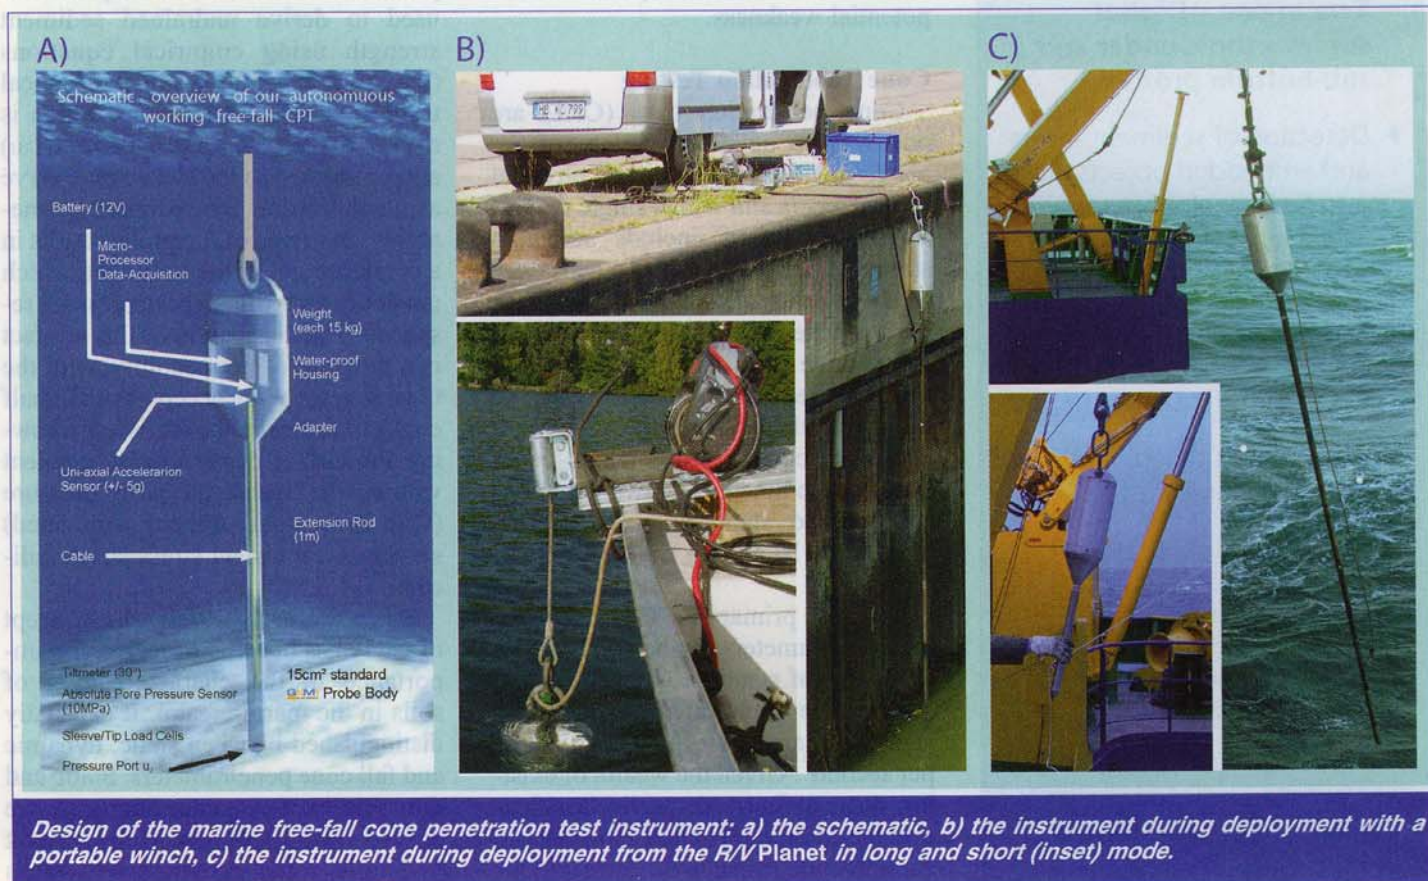 A)
Schematic overview of our autonomuous
working free-fall CPT
Battery (12V)
Micro-
Processor
Data-Acquisition
Weight
(each 15 kg)
Water-proof
Housing
Adapter
Uni-axial Accelerarion
Sensor (+/- 5g)
Extension Rod
(1m)
Cable
Tiltmeter (30°)
Absolute Pore Pressure Sensor
(10MPa)
Sleeve/Tip Load Cells
Pressure Port u
15cm² standard
Probe Body
B)
C)
Design of the marine free-fall cone penetration test instrument: a) the schematic, b) the instrument during deployment with a
portable winch, c) the instrument during deployment from the R/V Planet in long and short (inset) mode.